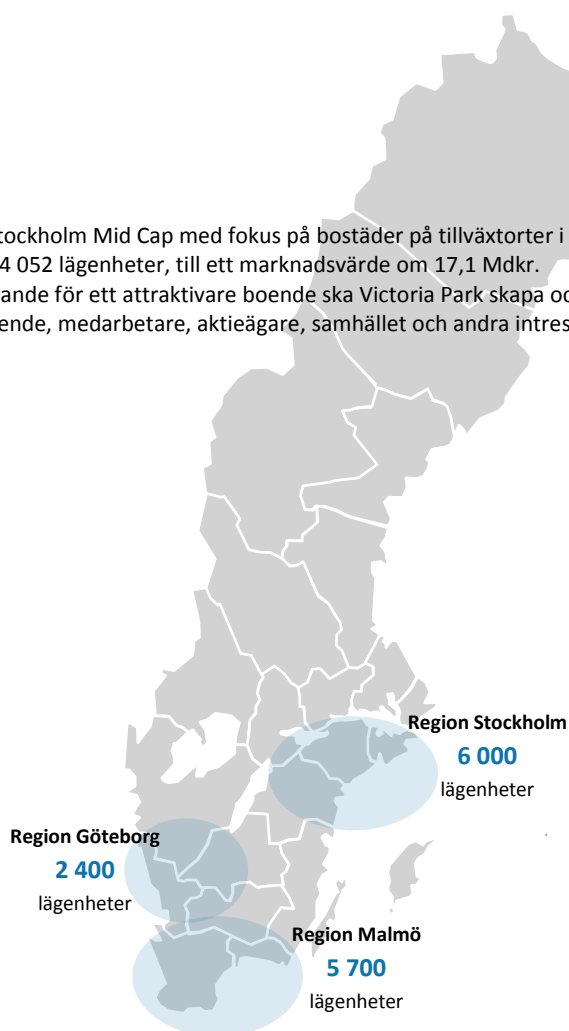 tockholm Mid Cap med fokus på bostäder på tillväxtorter i
4 052 lägenheter, till ett marknadsvärde om 17,1 Mdkr.
ande för ett attraktivare boende ska Victoria Park skapa oc
ende, medarbetare, aktieägare, samhället och andra intres
Region Stockholm
6 000
lägenheter
Region Göteborg
2 400
lägenheter
Region Malmö
5 700
lägenheter